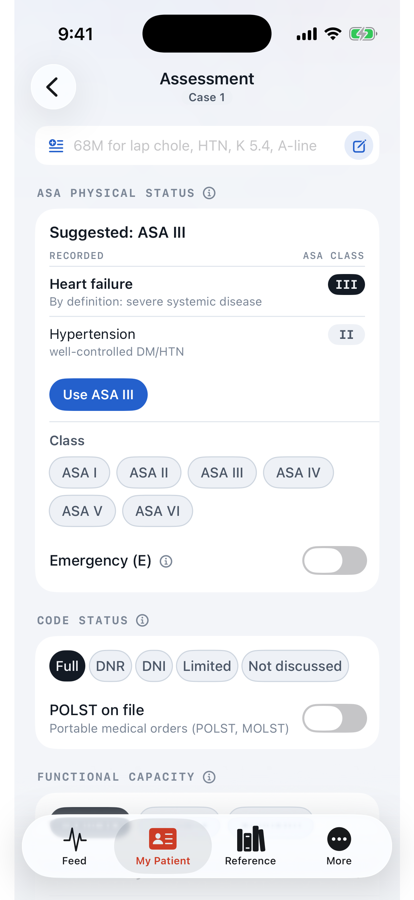 9:41
Assessment
Case 1
68M for lap chole, HTN, K 5.4, A-line
ASA PHYSICAL STATUS
Suggested: ASA III
RECORDED ASA CLASS
Heart failure III
By definition: severe systemic disease
Hypertension II
well-controlled DM/HTN
Use ASA III
Class
ASA I ASA II ASA III ASA IV
ASA V ASA VI
Emergency (E)
CODE STATUS
Full DNR DNI Limited Not discussed
POLST on file
Portable medical orders (POLST, MOLST)
FUNCTIONAL CAPACITY
Feed My Patient Reference More